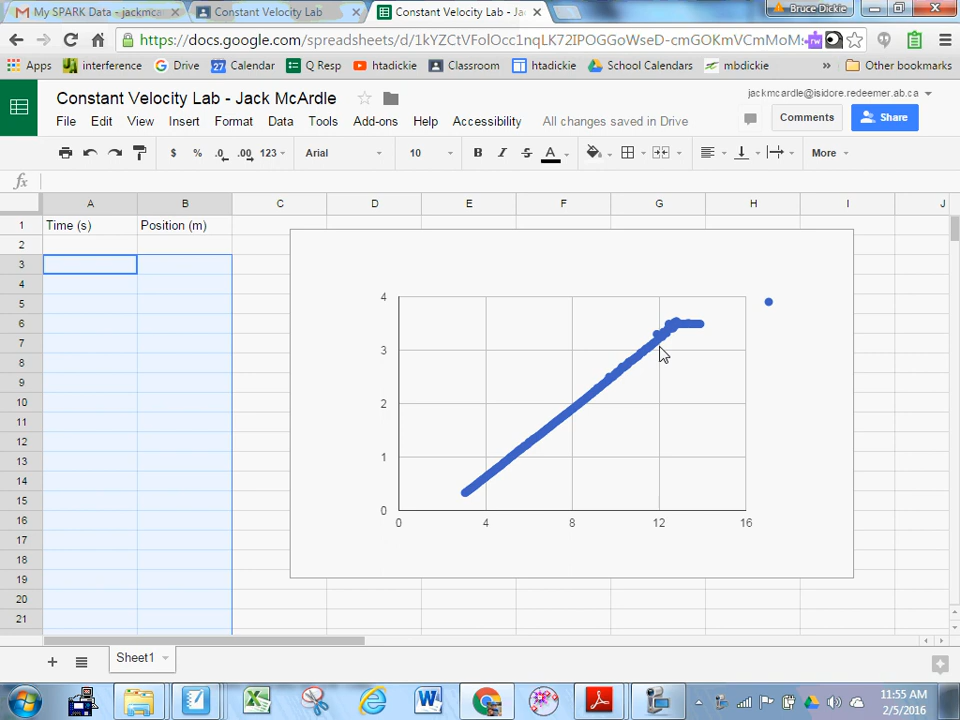 My SPARK Data - jackmca
Constant Velocity Lab
Constant Velocity Lab - Ja
Bruce Dickie
https://docs.google.com/spreadsheets/d/1kYZCtVFolOcc1nqLK72IPOGGoWseD-cmGOKmVCmMoMs
Apps
interference
Drive
Calendar
Q Resp
htadickie
Classroom
htadickie
School Calendars
mbdickie
»
Other bookmarks
Constant Velocity Lab - Jack McArdle
jackmcardle@isidore.redeemer.ab.ca
File Edit View Insert Format Data Tools Add-ons Help Accessibility All changes saved in Drive
Comments
Share
$ % .0 .00 123 Arial 10 B I S A More
fx
A B C D E F G H I J
1 Time (s) Position (m)
2
3
4
5
6
7
8
9
10
11
12
13
14
15
16
17
18
19
20
21
4
3
2
1
0
0 4 8 12 16
+ Sheet1
11:55 AM
2/5/2016